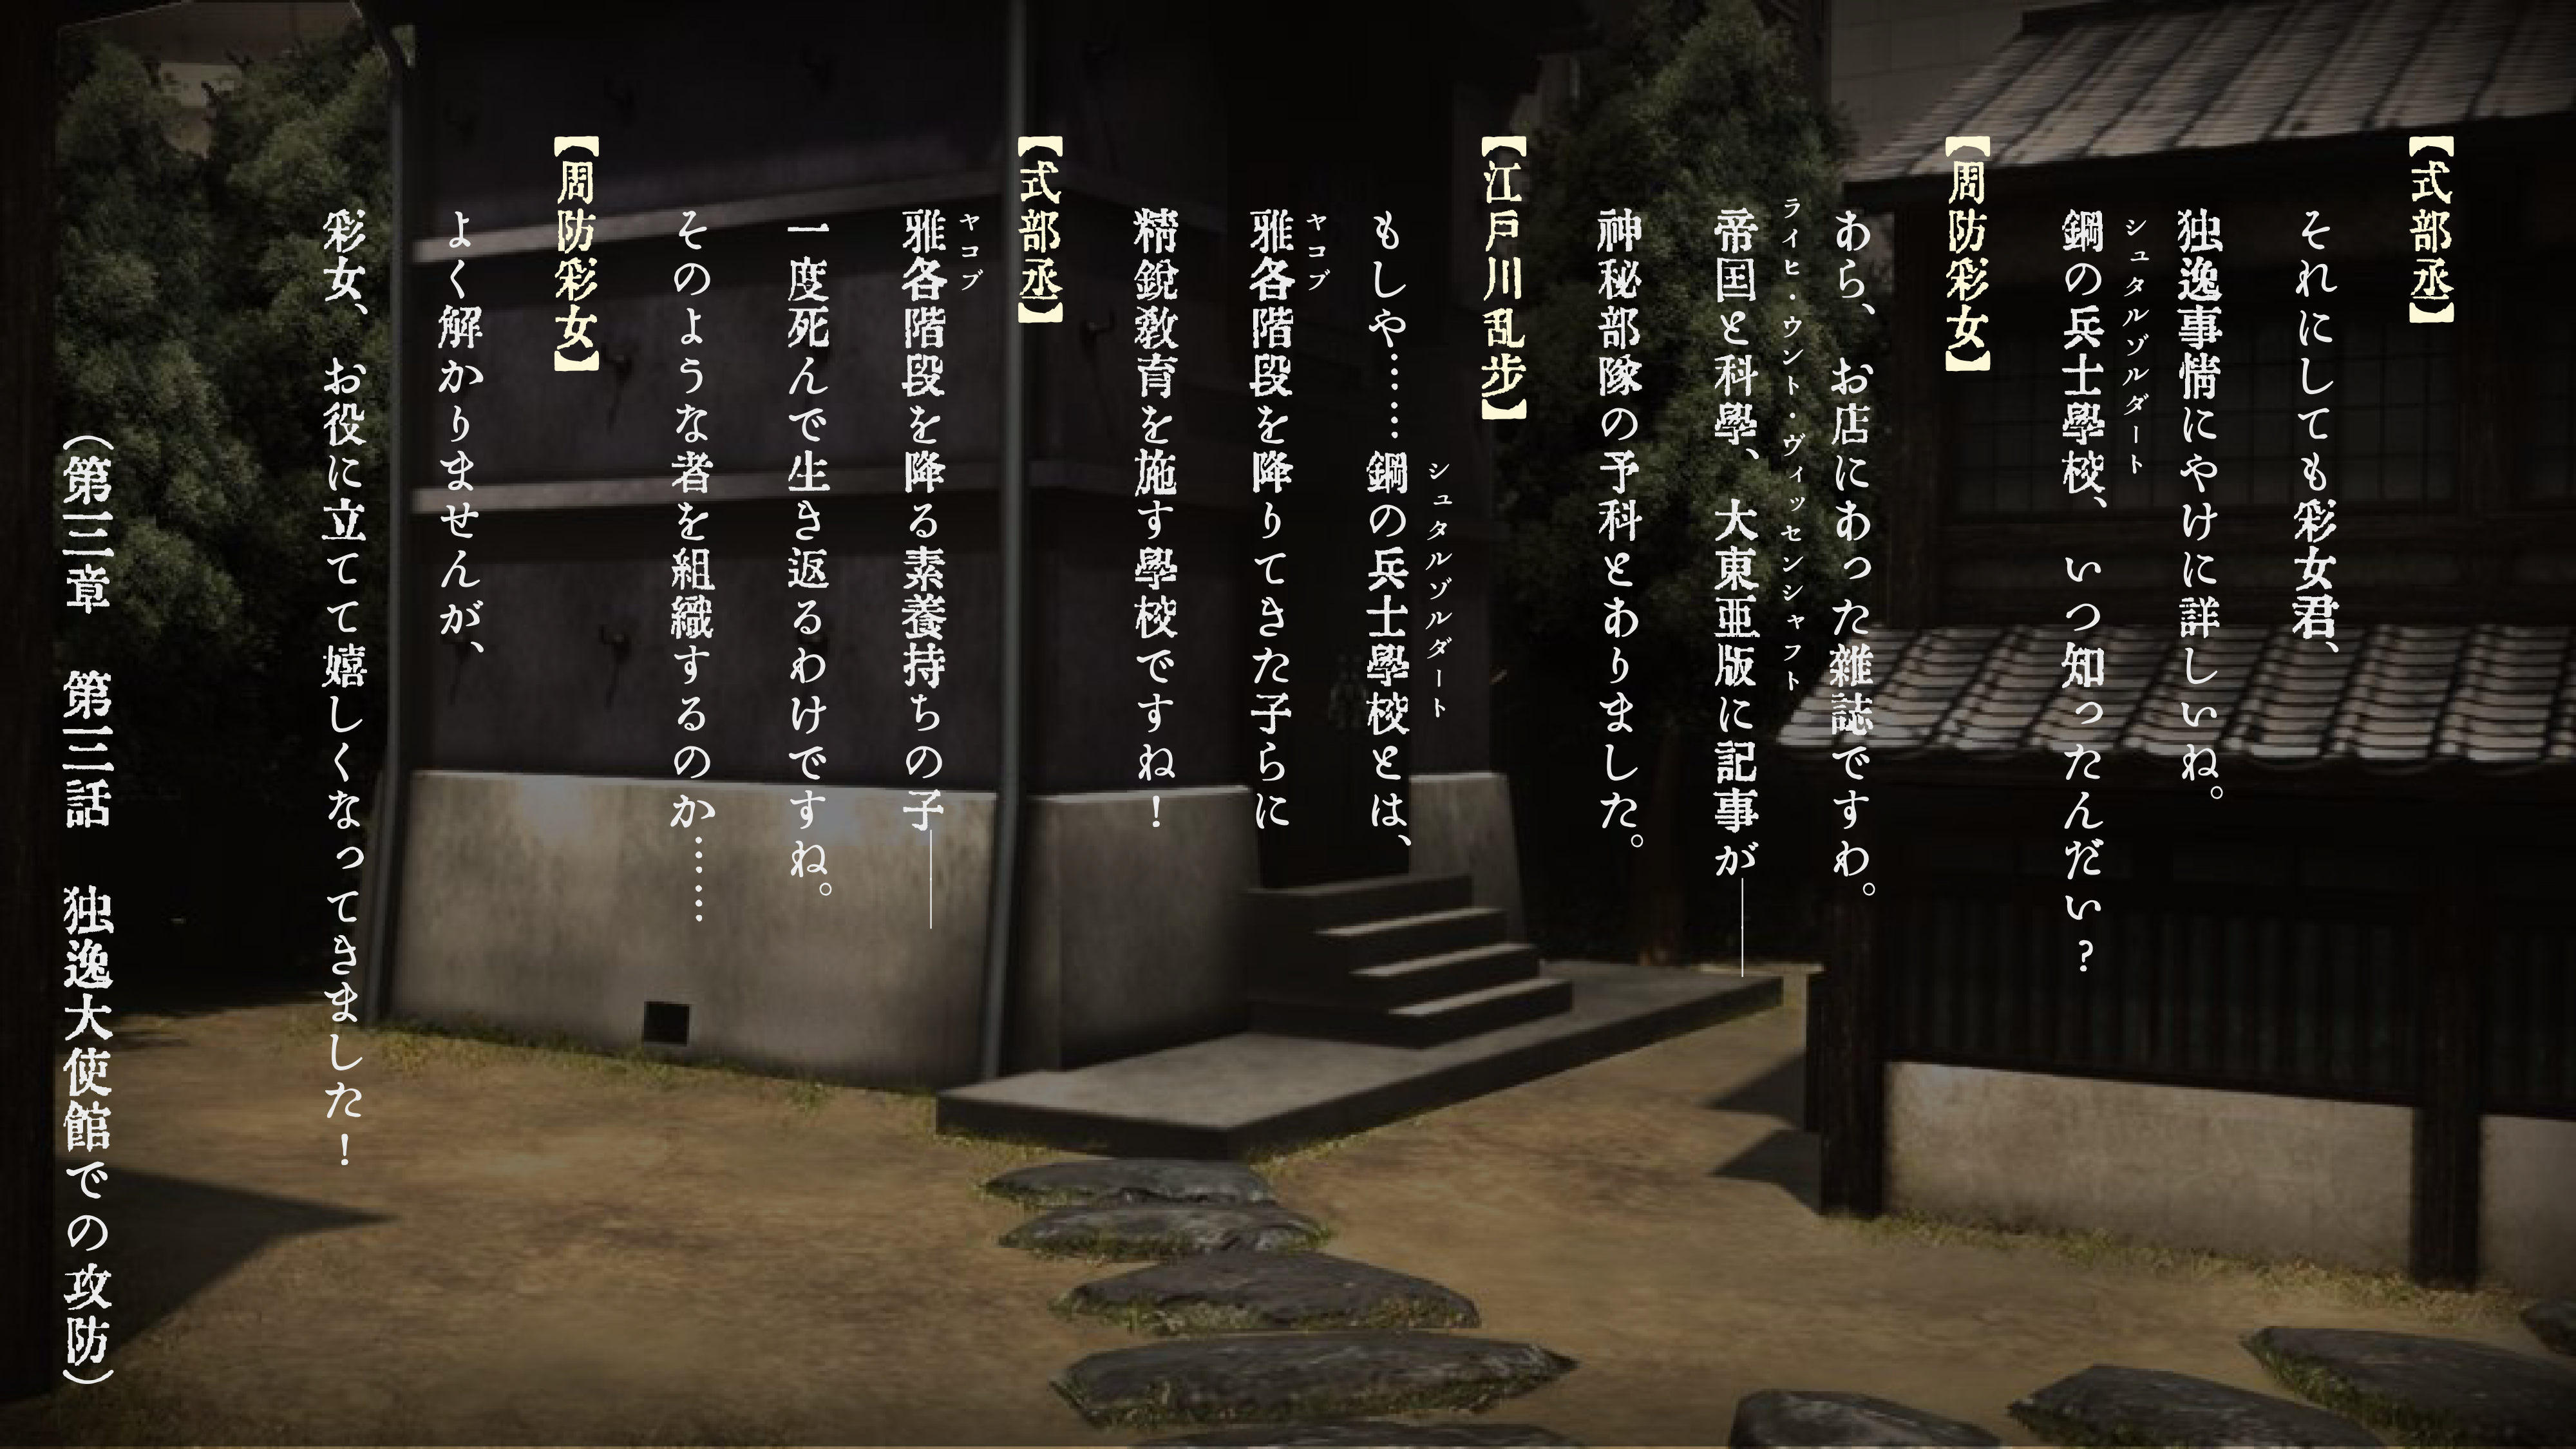 【式部丞】
それにしても彩女君、
独逸事情にやけに詳しいね。
シュタルゾルダート
鋼の兵士學校、いつ知ったんだい？
【周防彩女】
あら、お店にあった雑誌ですわ。
ライヒ・ウント・ヴィッセンシャフト
帝国と科學、大東亜版に記事が――
神秘部隊の予科とありました。
【江戸川乱歩】
シュタルゾルダート
もしや……鋼の兵士學校とは、
ヤコブ
雅各階段を降りてきた子らに
精鋭教育を施す學校ですね！
【式部丞】
ヤコブ
雅各階段を降る素養持ちの子――
一度死んで生き返るわけですね。
そのような者を組織するのか……
【周防彩女】
よく解かりませんが、
彩女、お役に立てて嬉しくなってきました！
（第三章　第三話　独逸大使館での攻防）